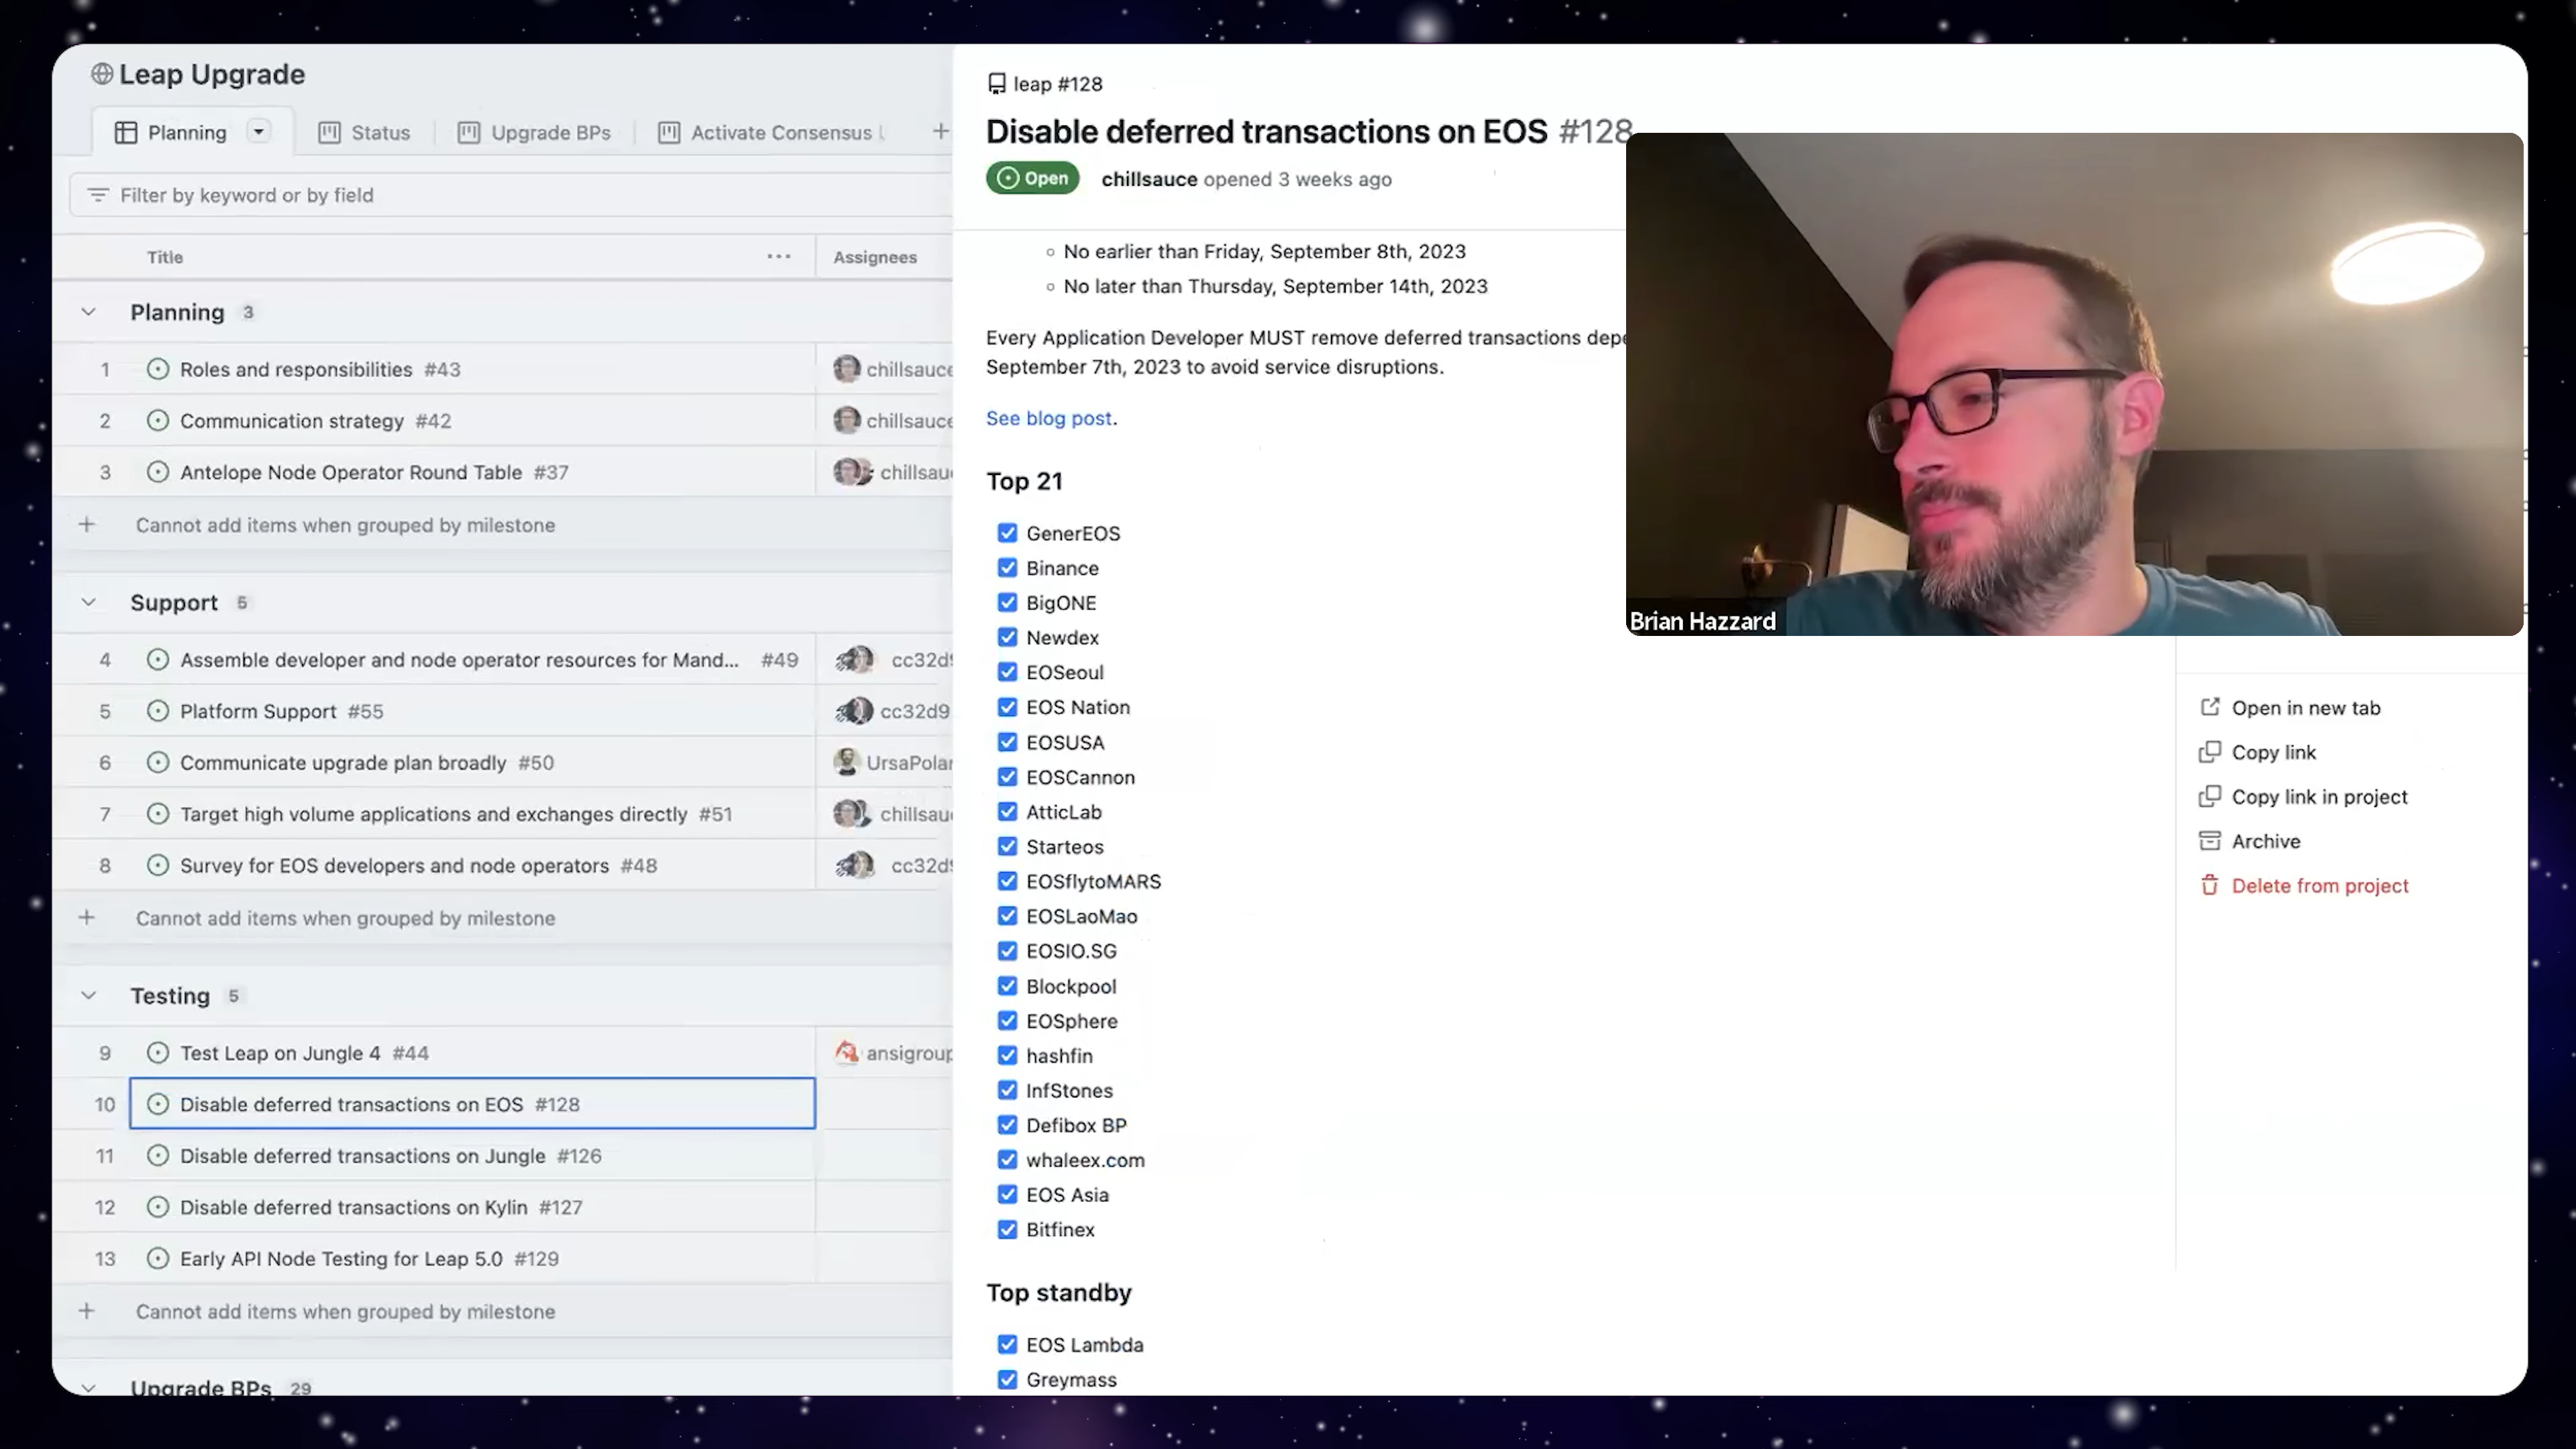 Leap Upgrade
Planning
Status
Upgrade BPs
Activate Consensus
Filter by keyword or by field
Title
Assignees
Planning 3
1 Roles and responsibilities #43 chillsauce
2 Communication strategy #42 chillsauce
3 Antelope Node Operator Round Table #37 chillsau
Cannot add items when grouped by milestone
Support 5
4 Assemble developer and node operator resources for Mand... #49 cc32d9
5 Platform Support #55 cc32d9
6 Communicate upgrade plan broadly #50 UrsaPolar
7 Target high volume applications and exchanges directly #51 chillsau
8 Survey for EOS developers and node operators #48 cc32d9
Cannot add items when grouped by milestone
Testing 5
9 Test Leap on Jungle 4 #44 ansigroup
10 Disable deferred transactions on EOS #128
11 Disable deferred transactions on Jungle #126
12 Disable deferred transactions on Kylin #127
13 Early API Node Testing for Leap 5.0 #129
Cannot add items when grouped by milestone
Upgrade BPs 29
leap #128
Disable deferred transactions on EOS #128
Open
chillsauce opened 3 weeks ago
No earlier than Friday, September 8th, 2023
No later than Thursday, September 14th, 2023
Every Application Developer MUST remove deferred transactions depe
September 7th, 2023 to avoid service disruptions.
See blog post.
Top 21
GenerEOS
Binance
BigONE
Newdex
EOSeoul
EOS Nation
EOSUSA
EOSCannon
AtticLab
Starteos
EOSflytoMARS
EOSLaoMao
EOSIO.SG
Blockpool
EOSphere
hashfin
InfStones
Defibox BP
whaleex.com
EOS Asia
Bitfinex
Top standby
EOS Lambda
Greymass
Brian Hazzard
Open in new tab
Copy link
Copy link in project
Archive
Delete from project